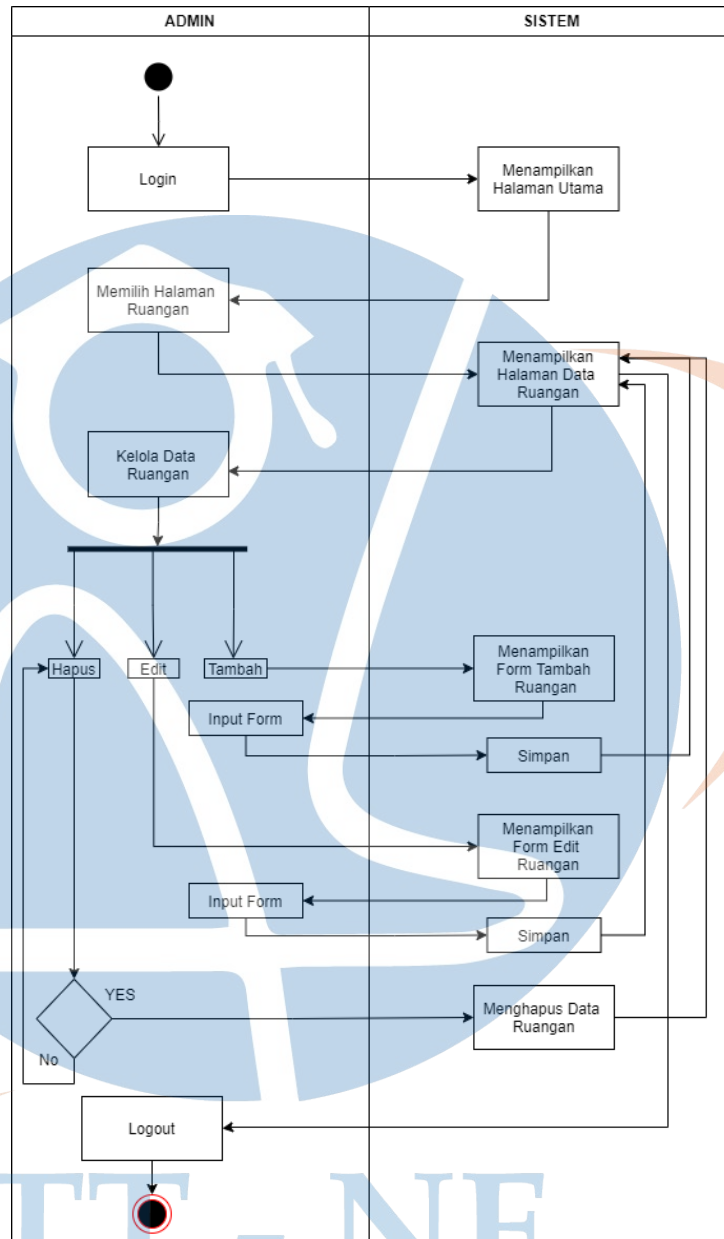 ADMIN
SISTEM
Login
Menampilkan
Halaman Utama
Memilih Halaman
Ruangan
Menampilkan
Halaman Data
Ruangan
Kelola Data
Ruangan
Hapus
Edit
Tambah
Menampilkan
Form Tambah
Ruangan
Input Form
Simpan
Menampilkan
Form Edit
Ruangan
Input Form
Simpan
YES
Menghapus Data
Ruangan
No
Logout
TT - NF